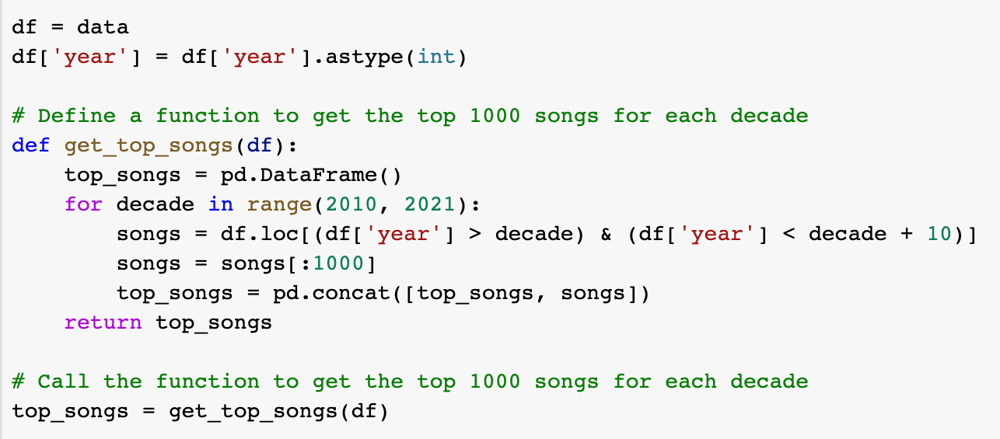 df = data
df['year'] = df['year'].astype(int)
# Define a function to get the top 1000 songs for each decade
def get_top_songs(df):
    top_songs = pd.DataFrame()
    for decade in range(2010, 2021):
        songs = df.loc[(df['year'] > decade) & (df['year'] < decade + 10)]
        songs = songs[:1000]
        top_songs = pd.concat([top_songs, songs])
    return top_songs
# Call the function to get the top 1000 songs for each decade
top_songs = get_top_songs(df)